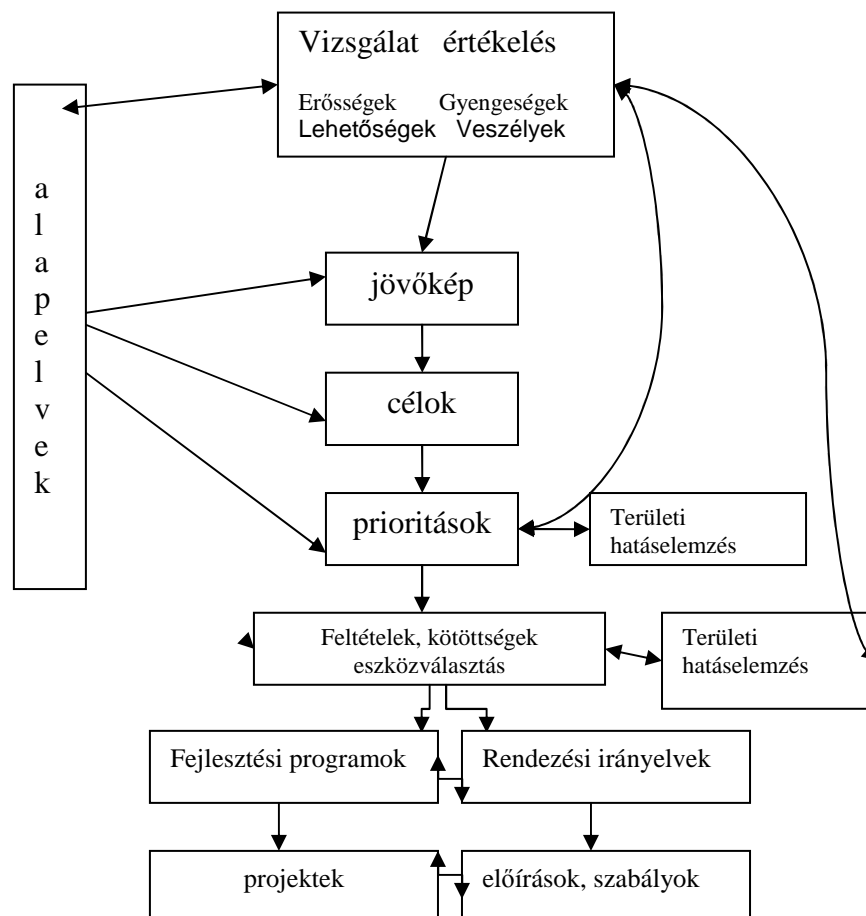 Vizsgálat értékelés
Erősségek Gyengeségek
Lehetőségek Veszélyek
a
l
a
p
e
l
v
e
k
jövőkép
célok
prioritások
Területi
hatáselemzés
Feltételek, kötöttségek
eszközválasztás
Területi
hatáselemzés
Fejlesztési programok
Rendezési irányelvek
projektek
előírások, szabályok